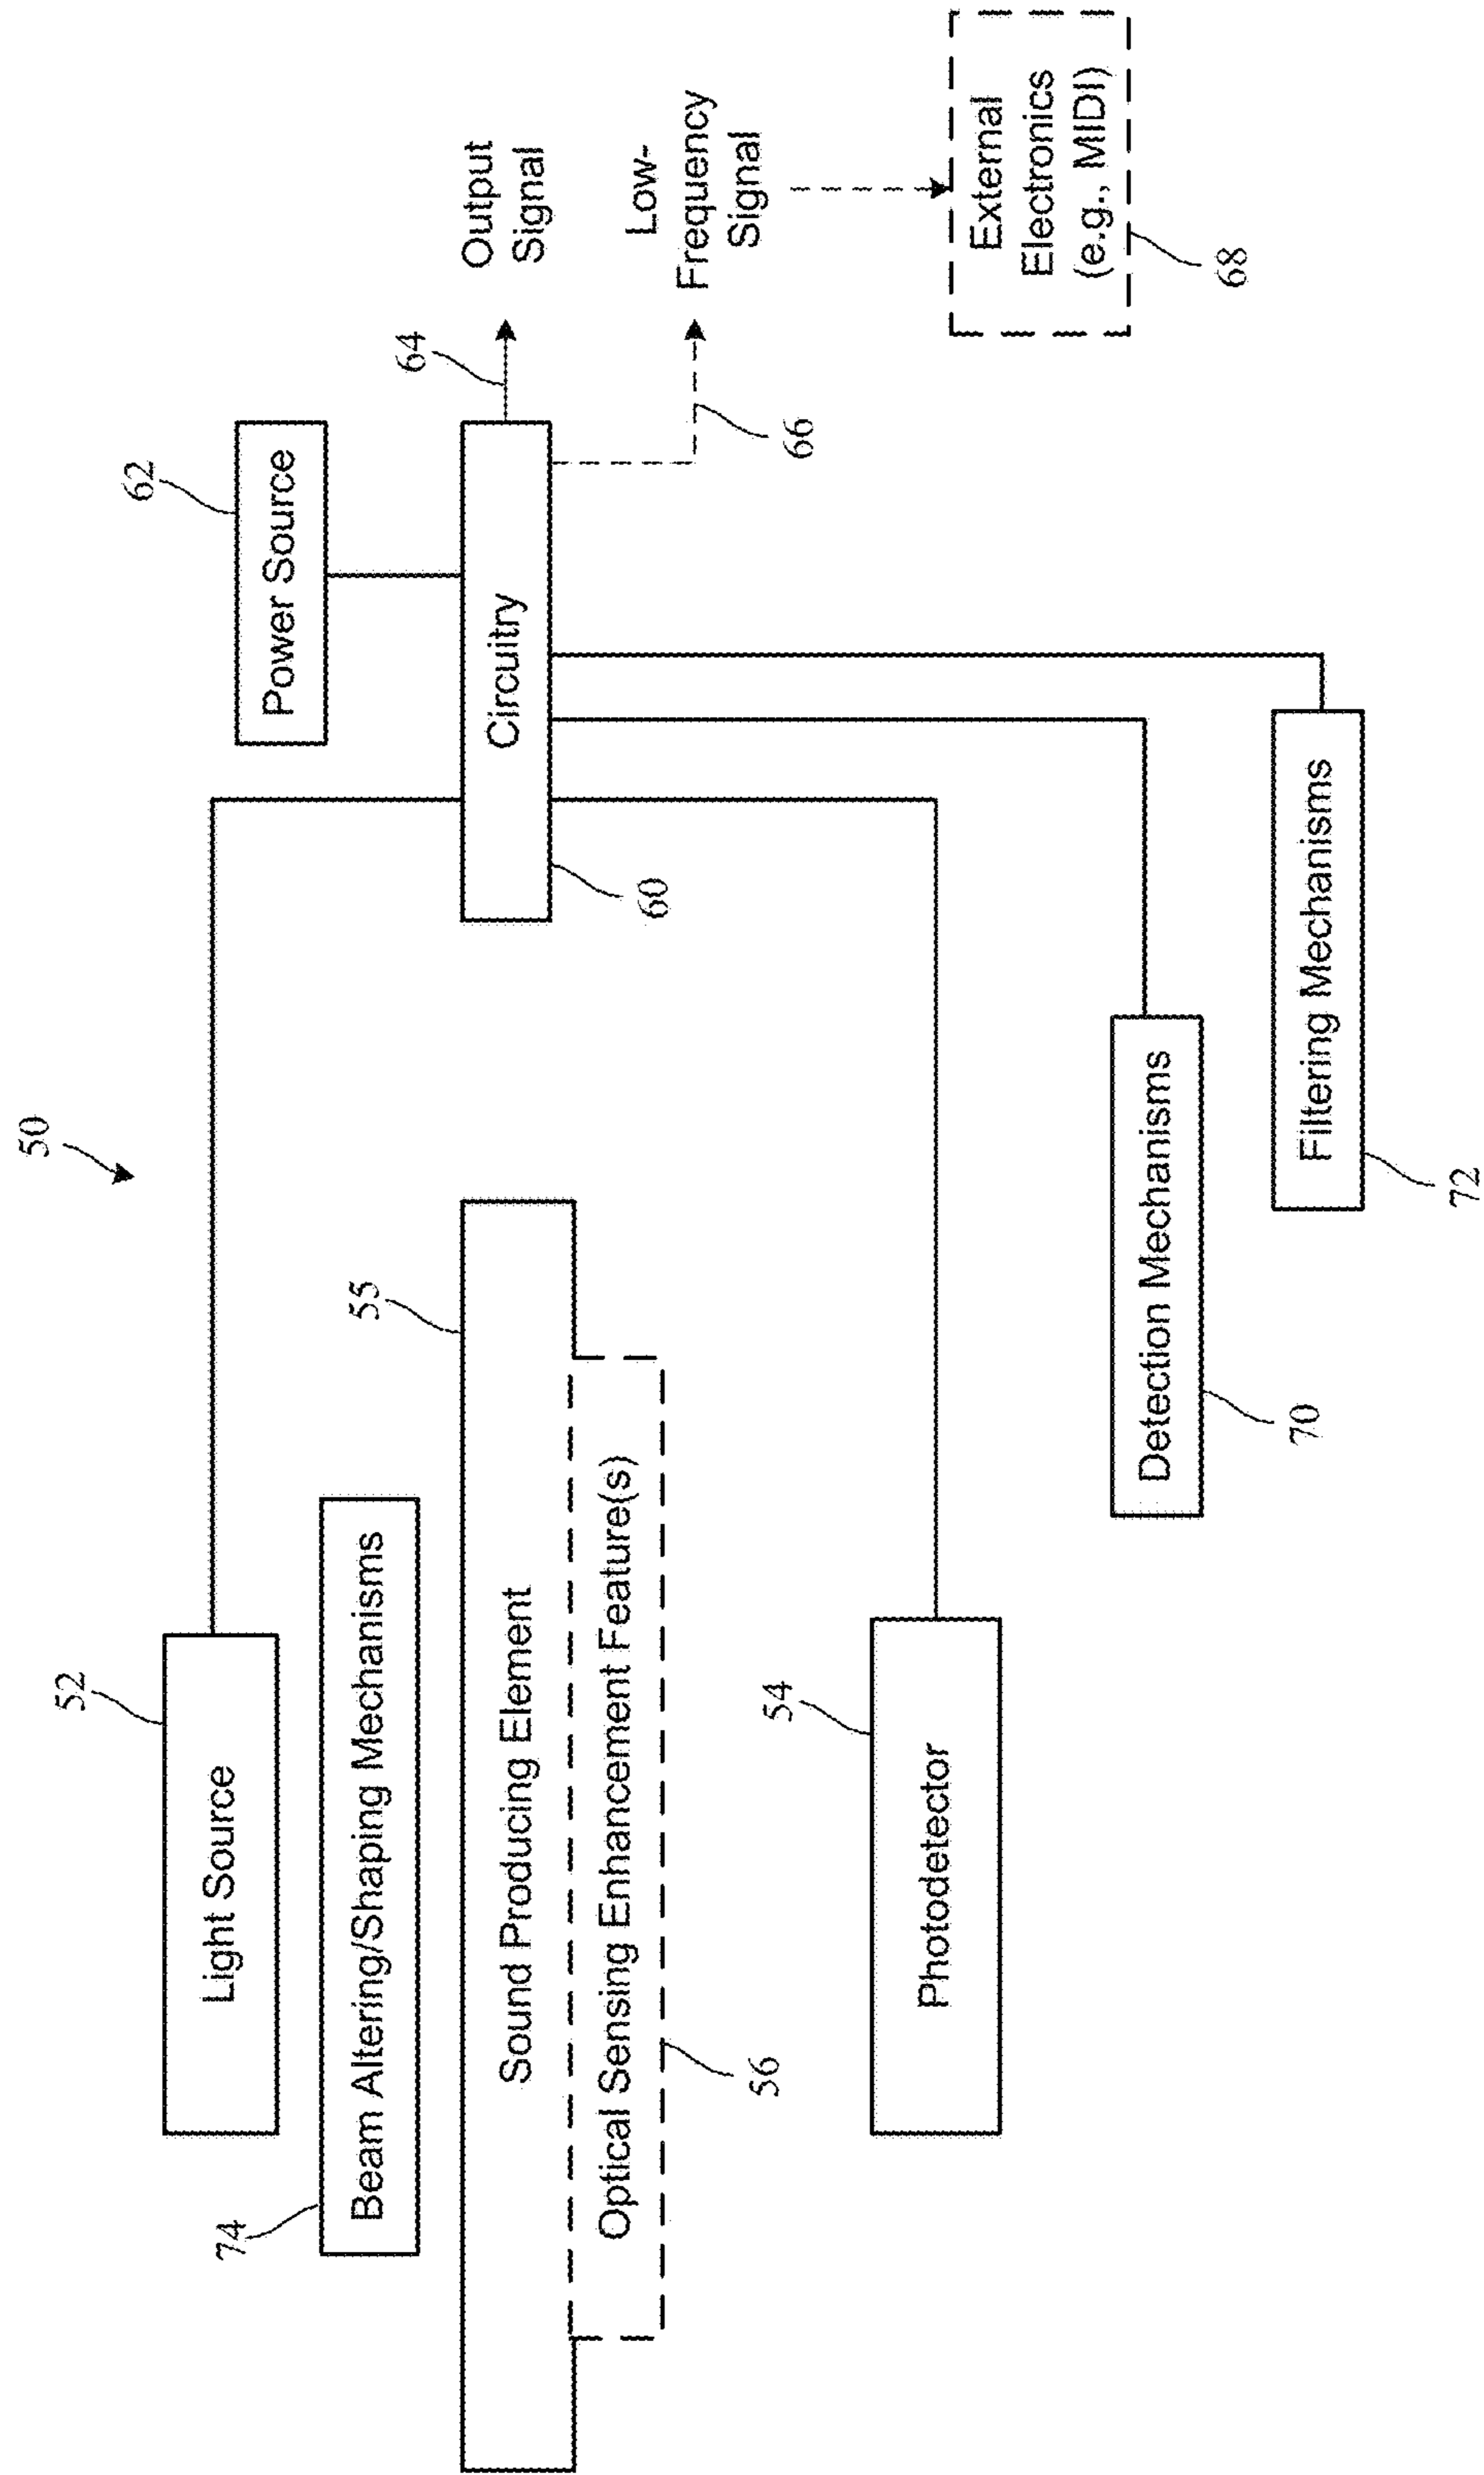 50
52
Light Source
74
Beam Altering/Shaping Mechanisms
55
Sound Producing Element
Optical Sensing Enhancement Feature(s)
56
54
Photodetector
62
Power Source
Circuitry
60
64
Output
Signal
66
Low-
Frequency
Signal
External
Electronics
(e.g., MIDI)
68
Detection Mechanisms
70
Filtering Mechanisms
72